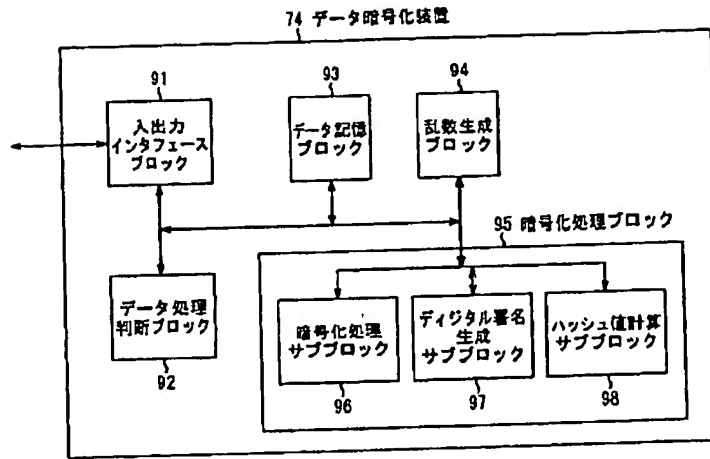 74 データ暗号化装置
91
93
94
入出力
インタフェース
ブロック
データ記憶
ブロック
乱数生成
ブロック
95 暗号化処理ブロック
データ処理
判断ブロック
92
暗号化処理
サブブロック
96
ディジタル署名
生成
サブブロック
97
ハッシュ値計算
サブブロック
98